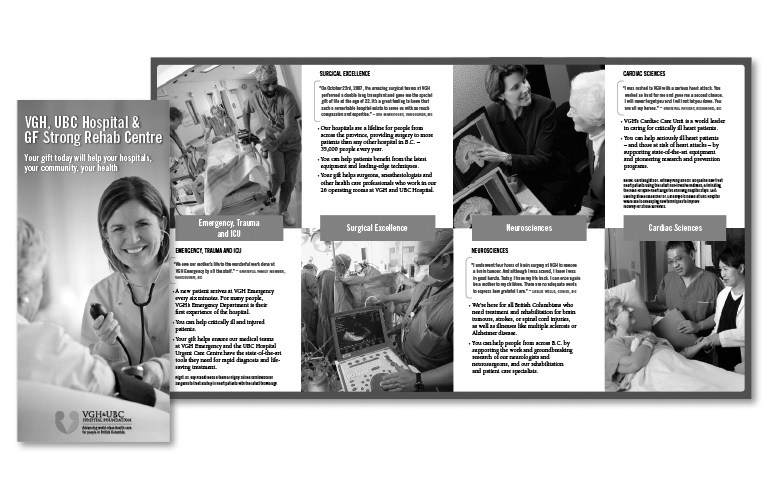 VGH, UBC Hospital &
GF Strong Rehab Centre
Your gift today will help your hospitals,
your community, your health
VGH & UBC
HOSPITAL FOUNDATION
Advancing world-class health care
for people in British Columbia
Emergency, Trauma
and ICU
EMERGENCY, TRAUMA AND ICU
"We owe our mother's life to the wonderful work done at
VGH Emergency by all the staff." – GRATEFUL FAMILY MEMBER,
VANCOUVER, BC
• A new patient arrives at VGH Emergency
every six minutes. For many people,
VGH's Emergency Department is their
first experience of the hospital.
• You can help critically ill and injured
patients.
• Your gift helps ensure our medical teams
at VGH Emergency and the UBC Hospital
Urgent Care Centre have the state-of-the-art
tools they need for rapid diagnosis and life-
saving treatment.
SURGICAL EXCELLENCE
"On October 23rd, 2007, the amazing surgical teams at VGH
performed a double lung transplant and gave me the special
gift of life at the age of 22. It's a great feeling to know that
such a remarkable hospital exists to serve us with so much
compassion and expertise." – VANCOUVER, BC
• Our hospitals are a lifeline for people from
across the province, providing surgery to more
patients than any other hospital in B.C. –
35,000 people every year.
• You can help patients benefit from the latest
equipment and leading-edge techniques.
• Your gift helps surgeons, anesthesiologists and
other health care professionals who work in our
26 operating rooms at VGH and UBC Hospital.
Surgical Excellence
Neurosciences
NEUROSCIENCES
"I underwent four hours of brain surgery at VGH to remove
a brain tumour. And although I was scared, I knew I was
in good hands. Today, I have my life back. I can once again
be a mother to my children. There are no adequate words
to express how grateful I are." – LESLIE
• We're here for all British Columbians who
need treatment and rehabilitation for brain
tumours, strokes, or spinal cord injuries,
as well as illnesses like multiple sclerosis or
Alzheimer disease.
• You can help people from across B.C. by
supporting the work and groundbreaking
research of our neurologists and
neurosurgeons, and our rehabilitation
and patient care specialists.
CARDIAC SCIENCES
"I was rushed to VGH with a serious heart attack. You
worked so hard for me and gave me a second chance.
I will never forget you and I will not let you down. You
are all my heroes." – GRATEFUL PATIENT, RICHMOND, BC
• VGH's Cardiac Care Unit is a world leader
in caring for critically ill heart patients.
• You can help seriously ill heart patients
– and those at risk of heart attacks – by
supporting state-of-the-art equipment
and pioneering research and prevention
programs.
Cardiac Sciences